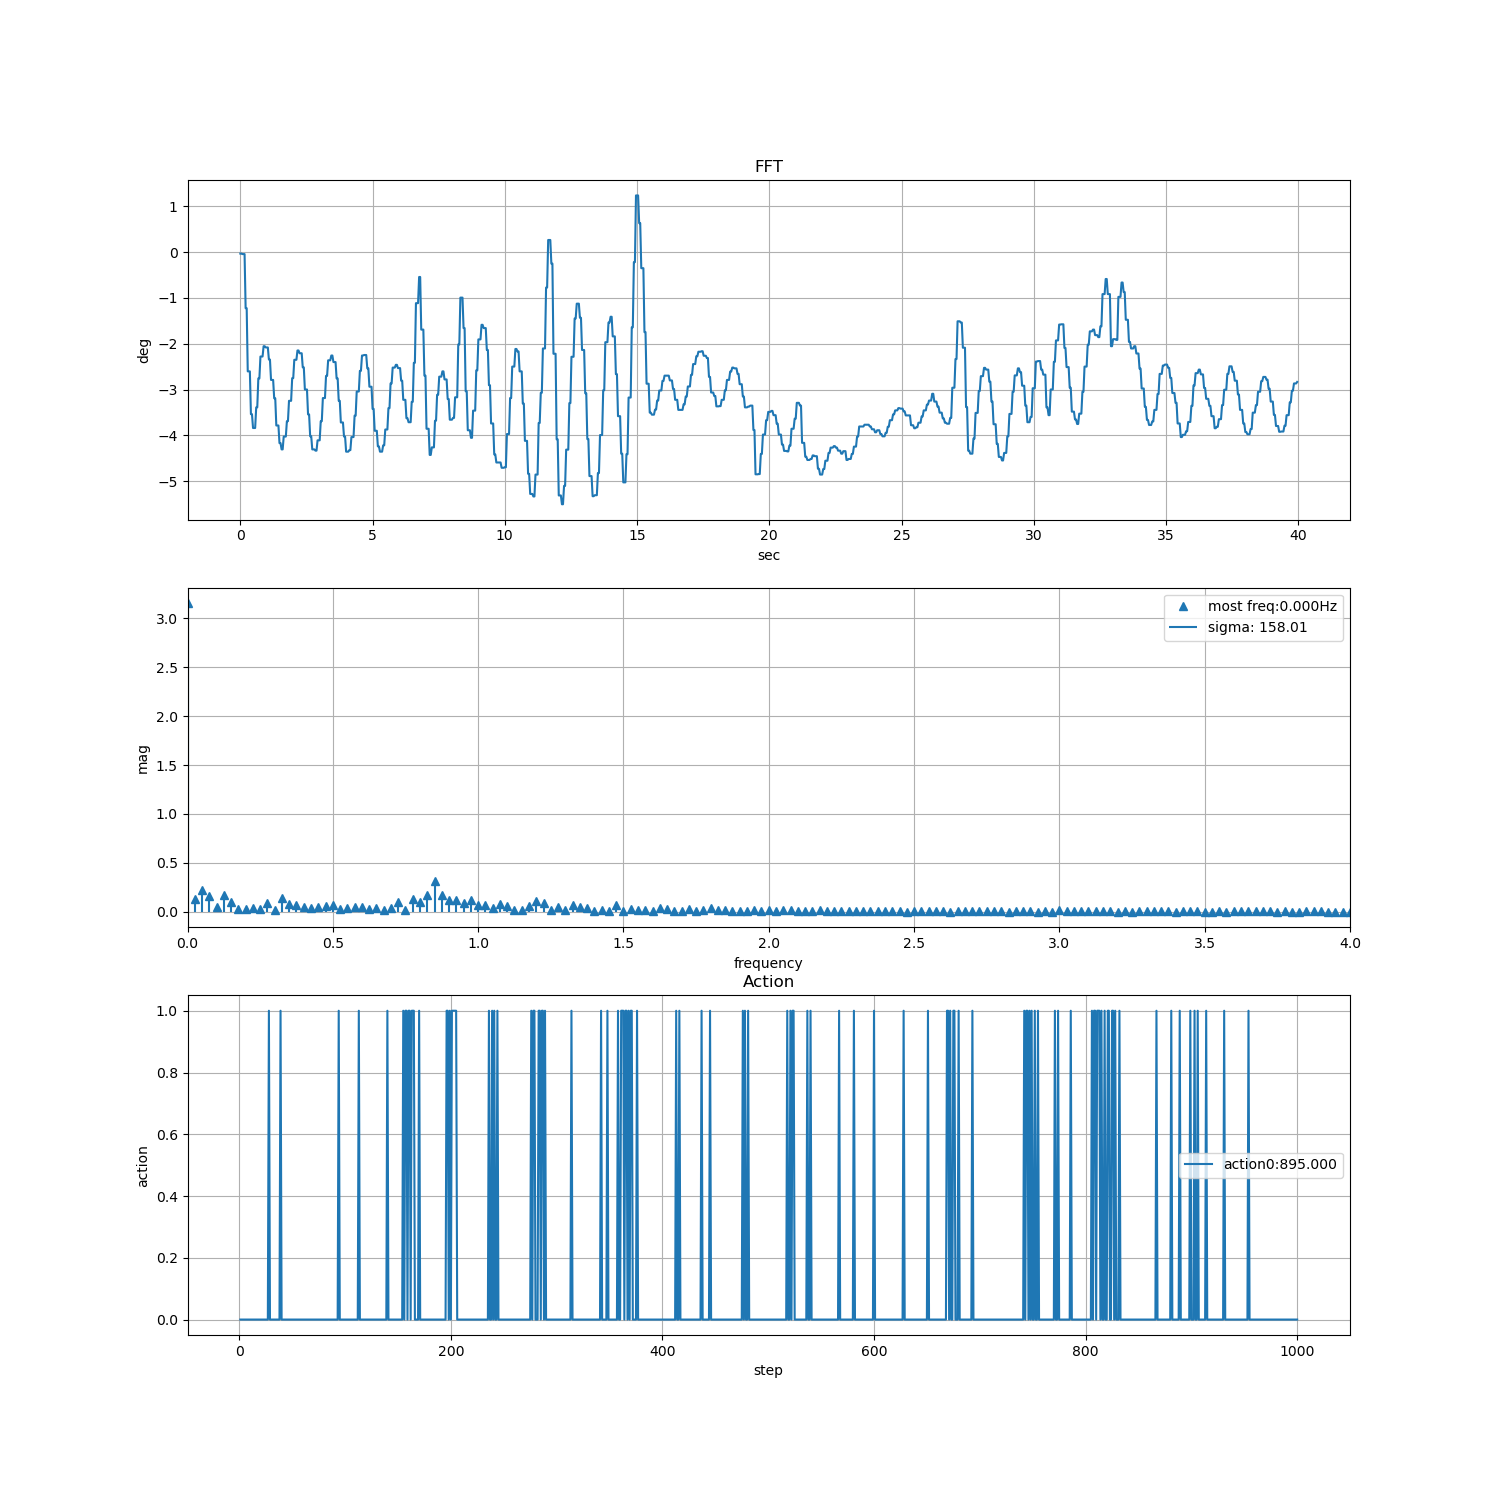 FFT
1
0
−1
−2
−3
−4
−5
deg
0 5 10 15 20 25 30 35 40
sec
most freq:0.000Hz
sigma: 158.01
3.0
2.5
2.0
1.5
1.0
0.5
0.0
mag
0.0 0.5 1.0 1.5 2.0 2.5 3.0 3.5 4.0
frequency
Action
1.0
0.8
0.6
0.4
0.2
0.0
action
action0:895.000
0 200 400 600 800 1000
step